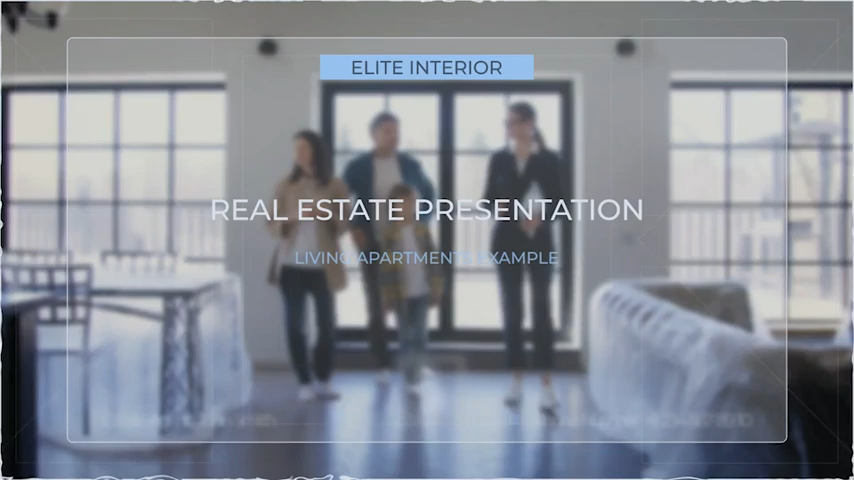 ELITE INTERIOR
REAL ESTATE PRESENTATION
LIVING APARTMENTS EXAMPLE